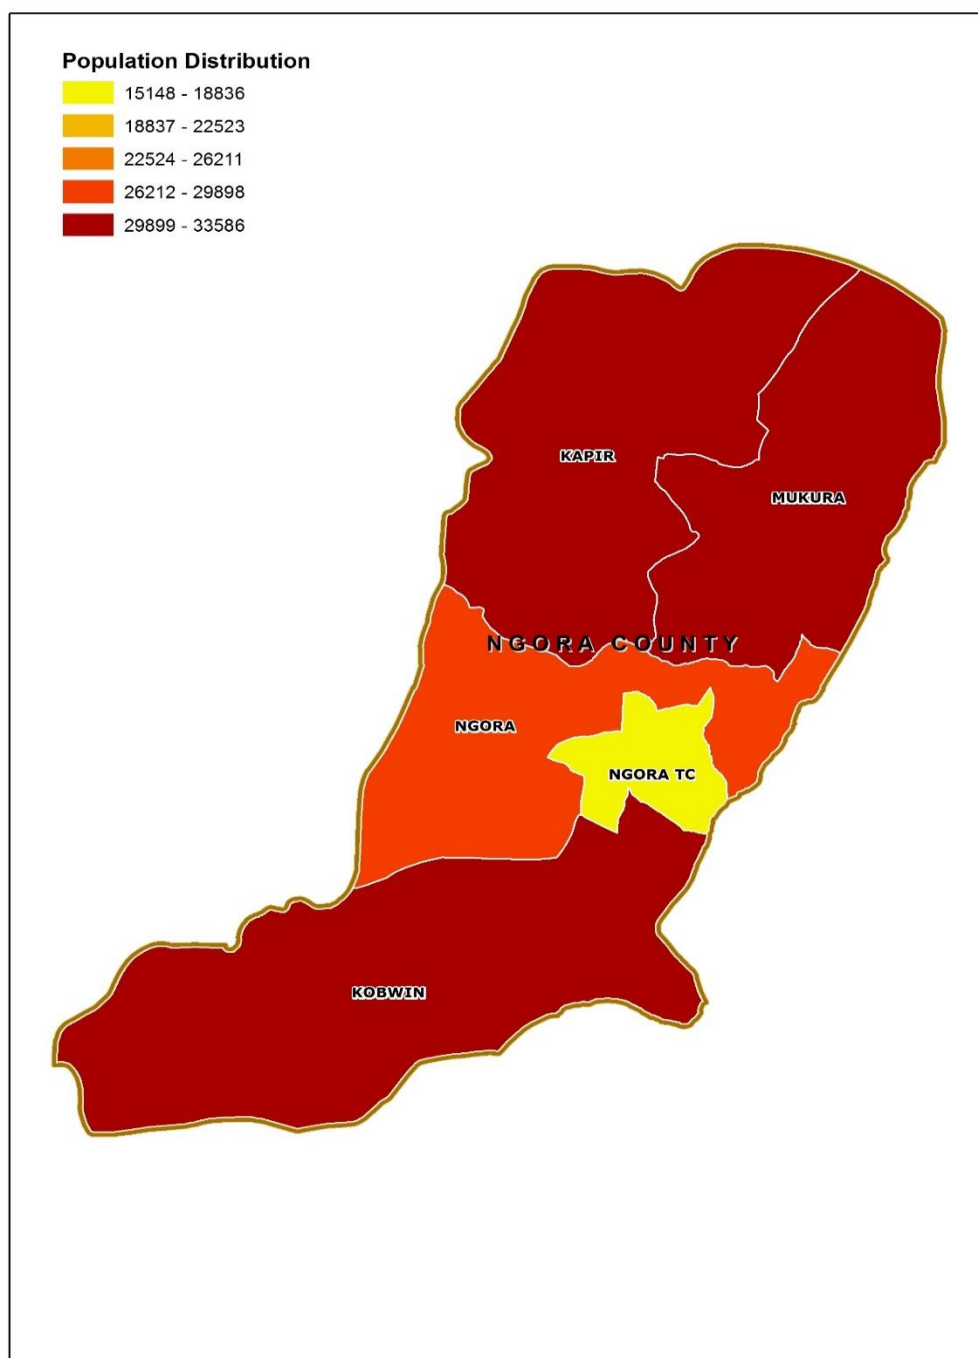 Population Distribution
15148 - 18836
18837 - 22523
22524 - 26211
26212 - 29898
29899 - 33586
KAPIR
MUKURA
NGORA COUNTY
NGORA
NGORA TC
KOBWIN